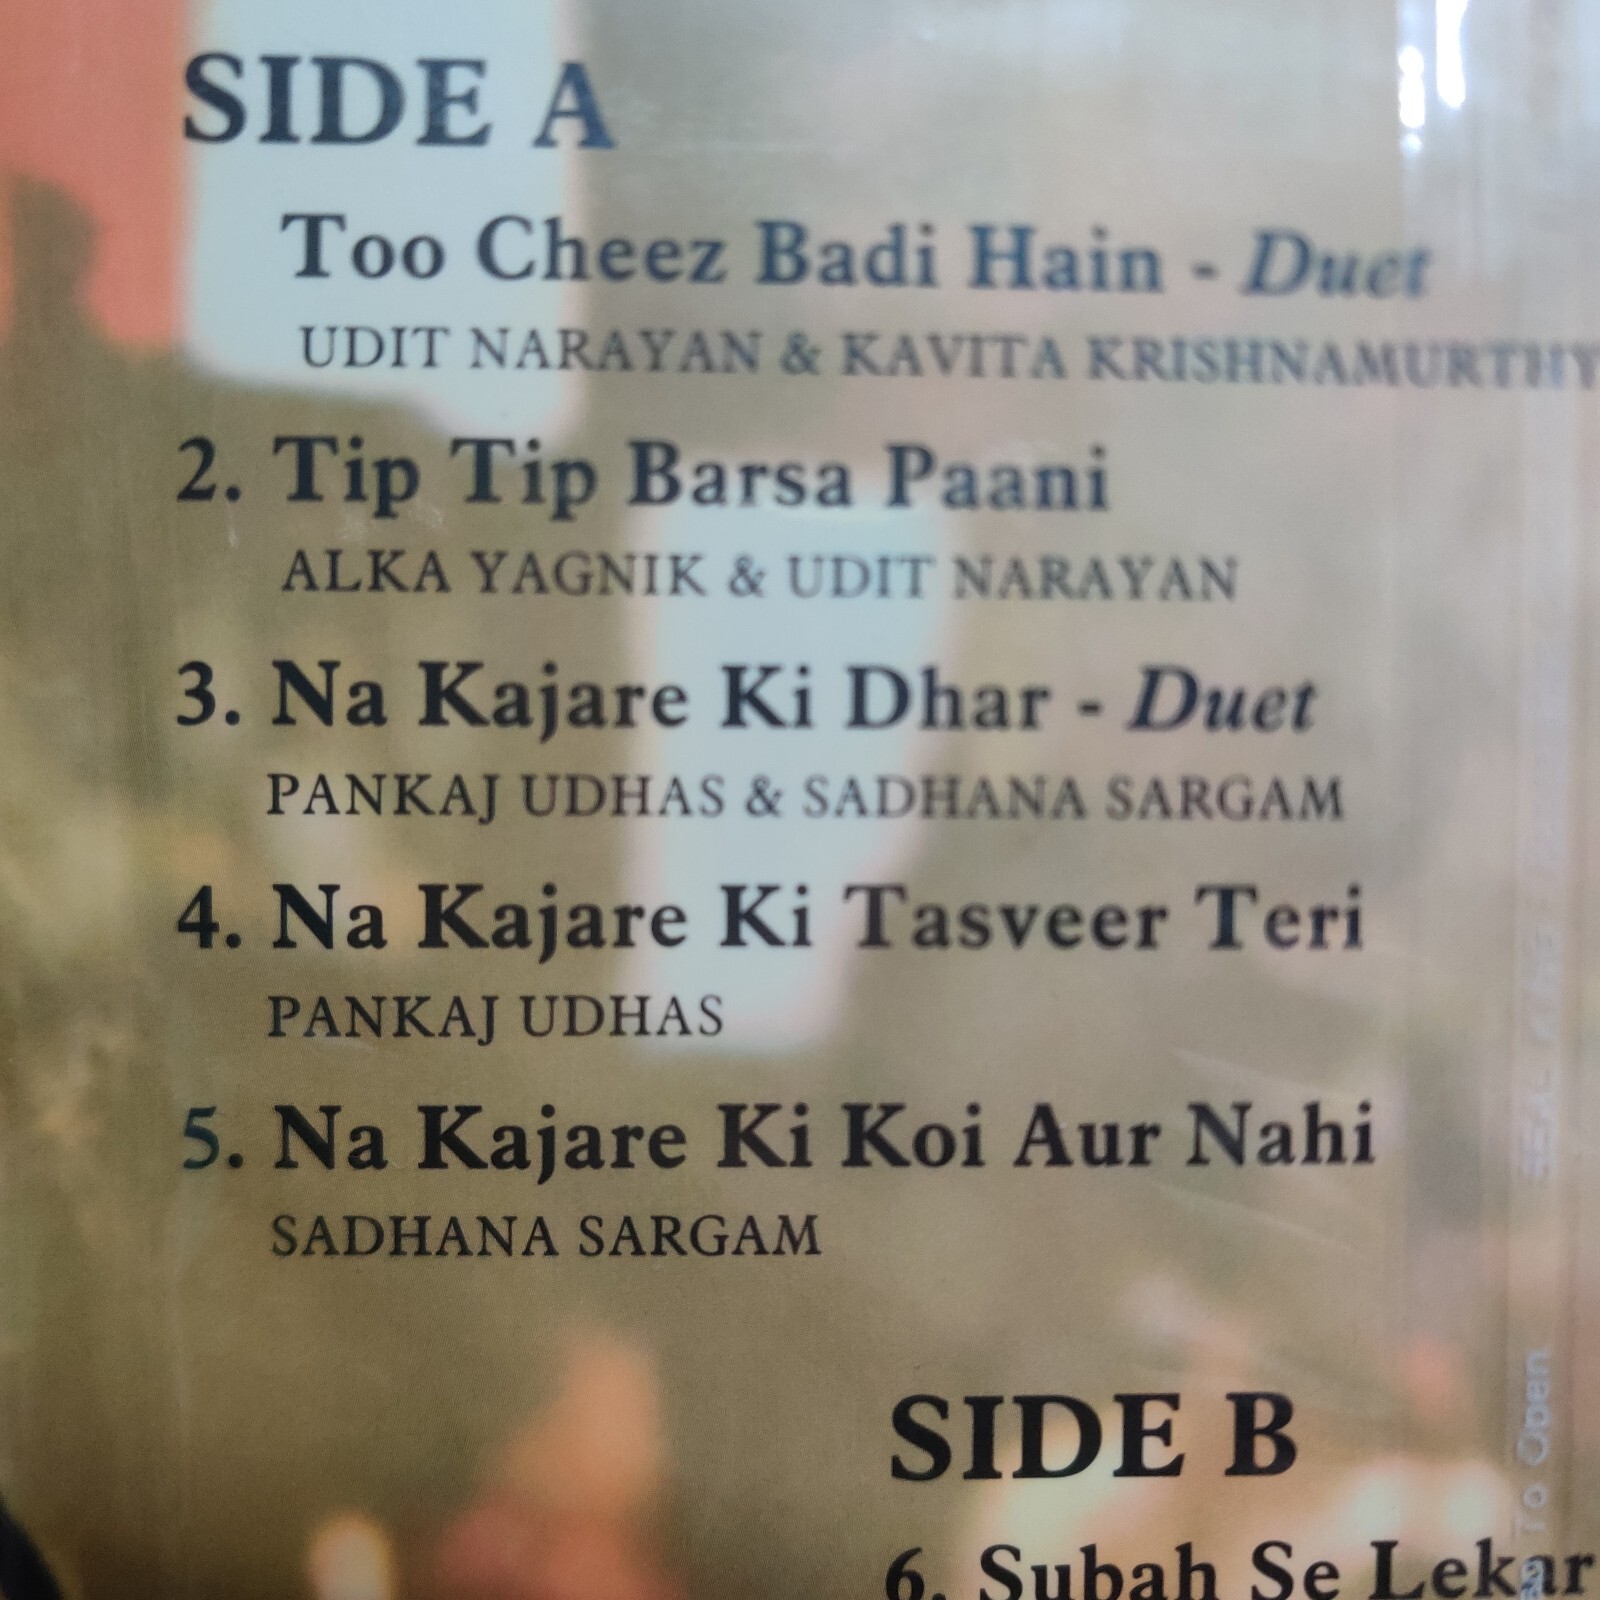 SIDE A
Too Cheez Badi Hain - Duet
UDIT NARAYAN & KAVITA KRISHNAMURTHY
2. Tip Tip Barsa Paani
ALKA YAGNIK & UDIT NARAYAN
3. Na Kajare Ki Dhar - Duet
PANKAJ UDHAS & SADHANA SARGAM
4. Na Kajare Ki Tasveer Teri
PANKAJ UDHAS
5. Na Kajare Ki Koi Aur Nahi
SADHANA SARGAM
SIDE B
6. Subah Se Lekar
To Open